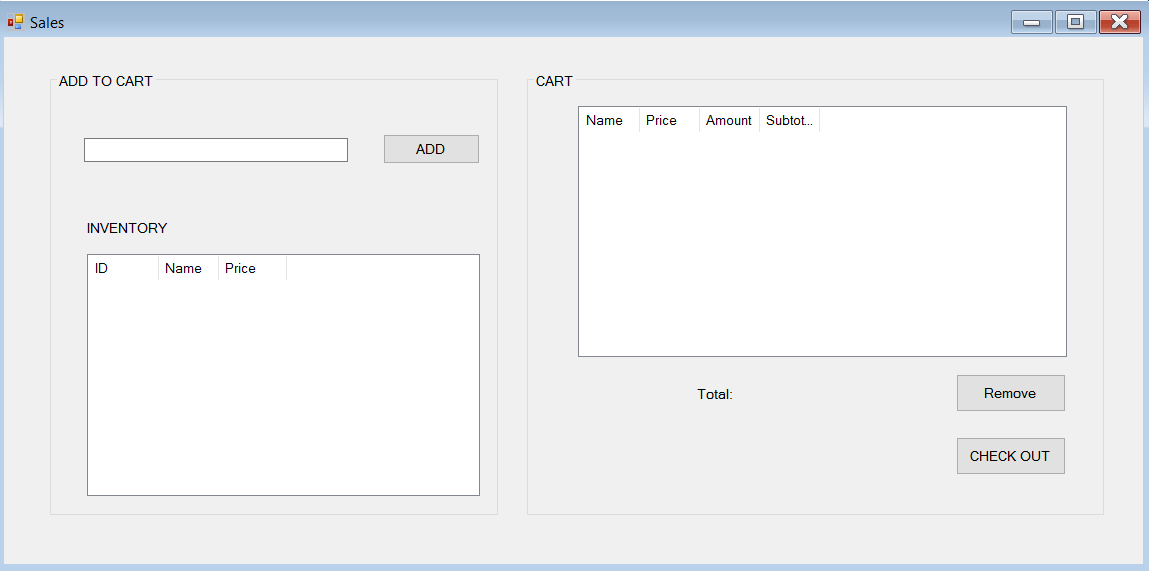 Sales
ADD TO CART
ADD
INVENTORY
ID Name Price
CART
Name Price Amount Subtot...
Total:
Remove
CHECK OUT